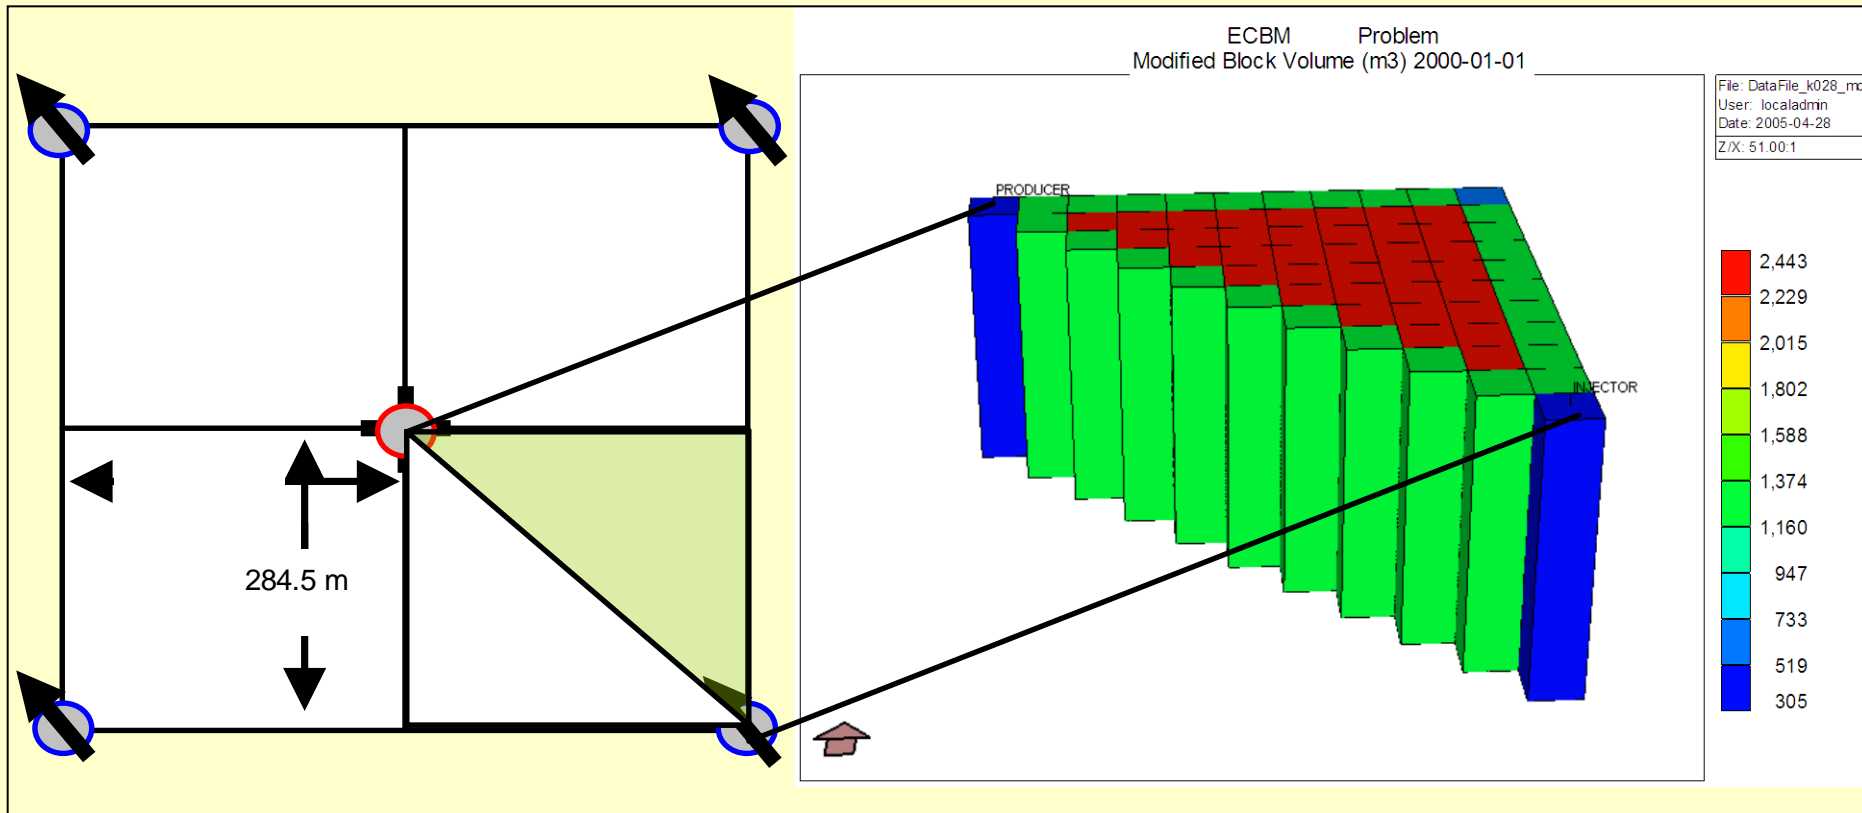 ECBM Problem
Modified Block Volume (m3) 2000-01-01
File: DataFile_k028_mo
User: localadmin
Date: 2005-04-28
Z/X: 51.00:1
PRODUCER
INJECTOR
284.5 m
2,443
2,229
2,015
1,802
1,588
1,374
1,160
947
733
519
305